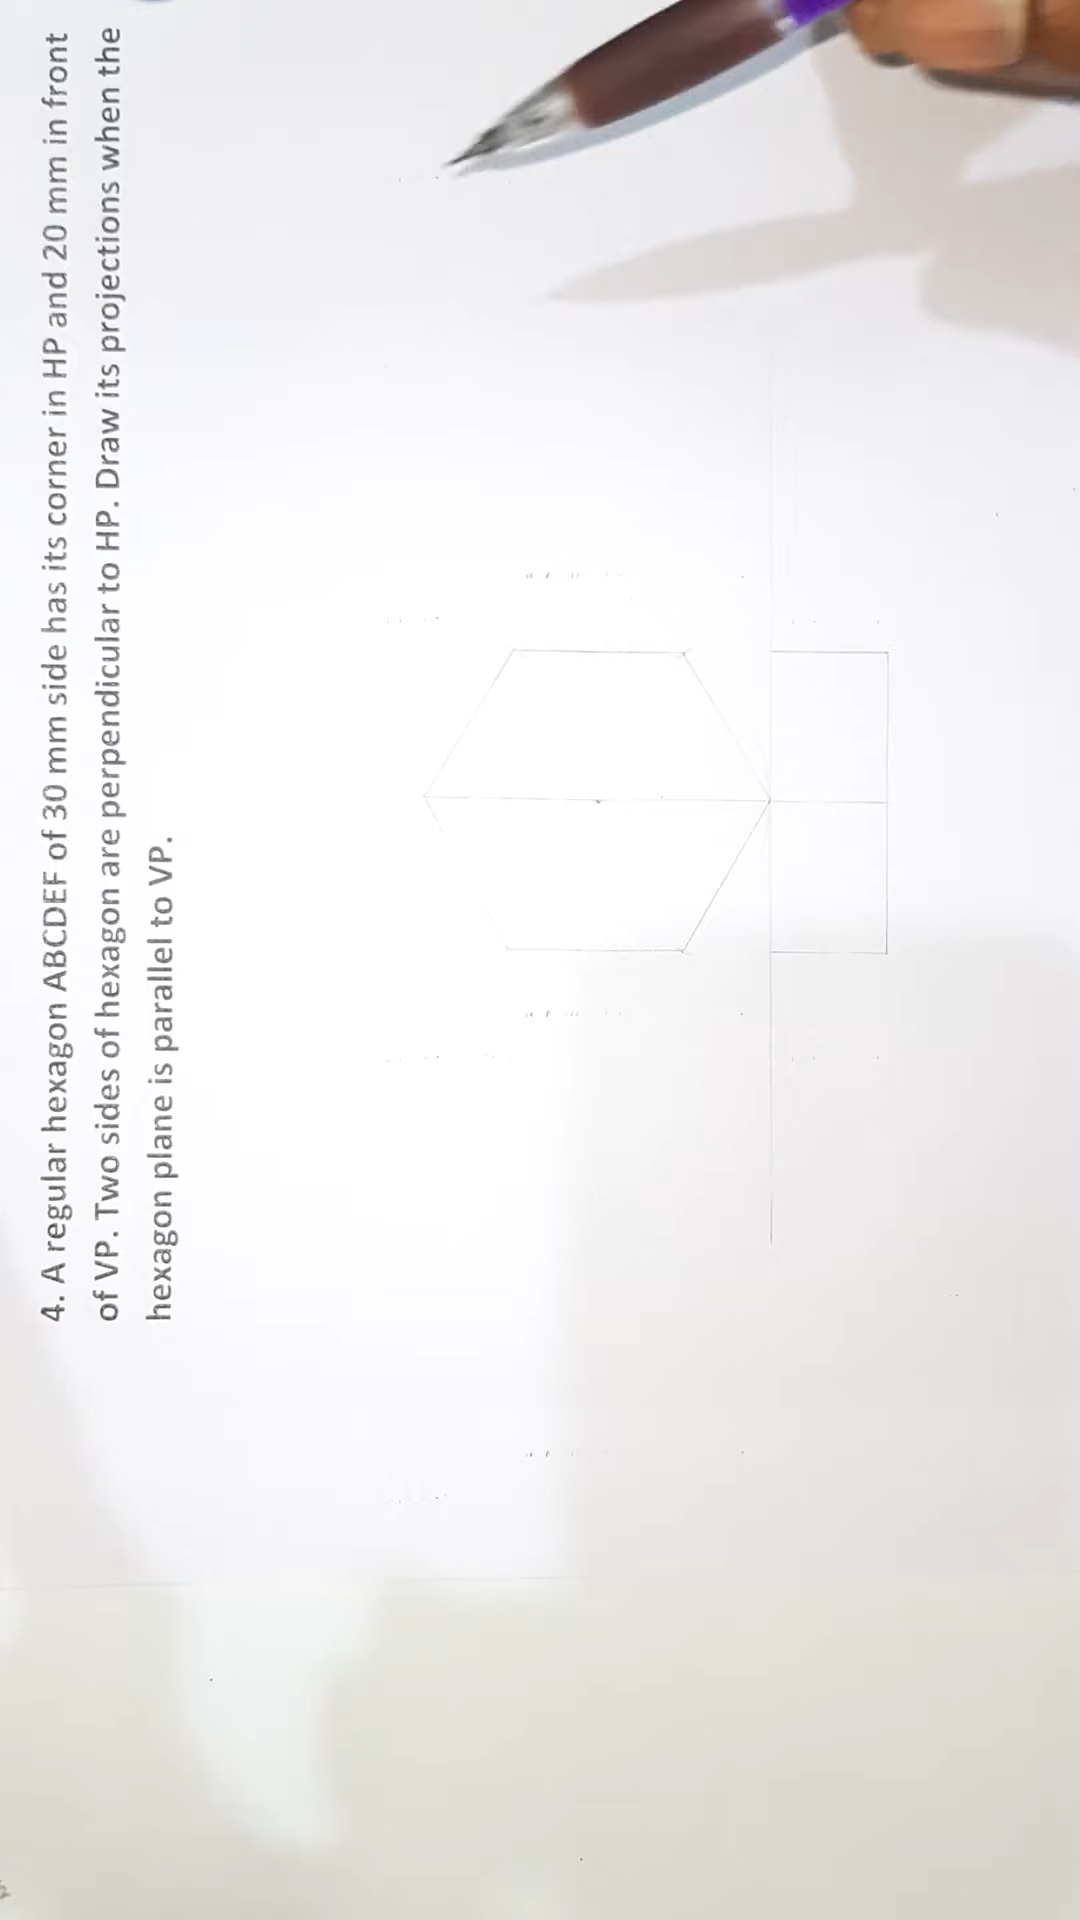 4. A regular hexagon ABCDEF of 30 mm side has its corner in HP and 20 mm in front
of VP. Two sides of hexagon are perpendicular to HP. Draw its projections when the
hexagon plane is parallel to VP.